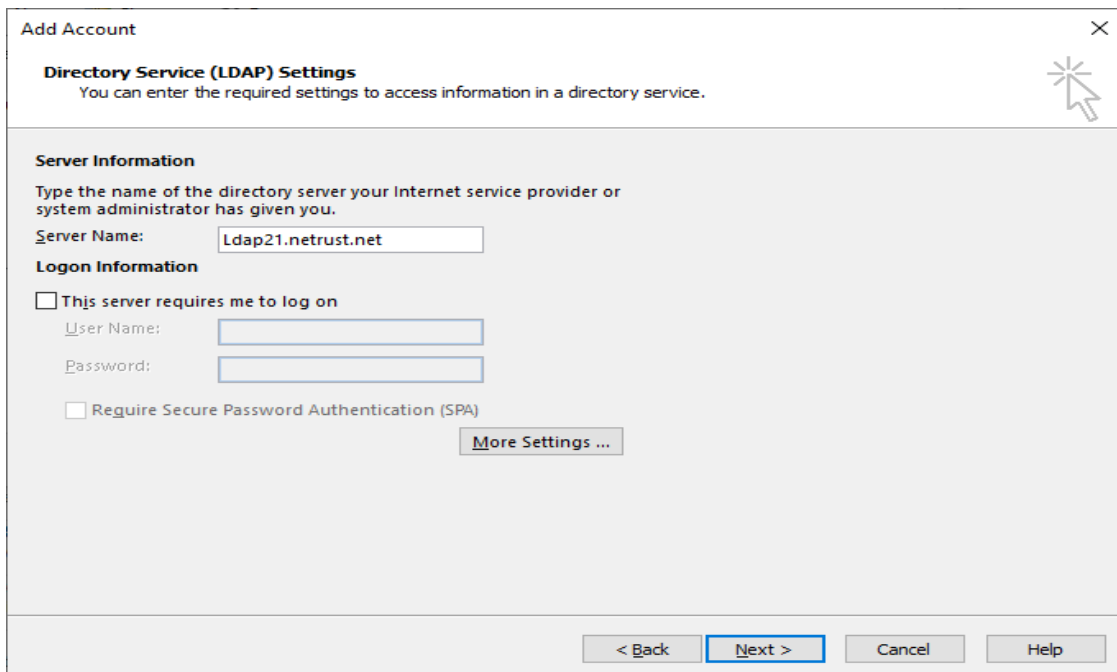 Add Account
Directory Service (LDAP) Settings
You can enter the required settings to access information in a directory service.
Server Information
Type the name of the directory server your Internet service provider or
system administrator has given you.
Server Name:
Ldap21.netrust.net
Logon Information
This server requires me to log on
User Name:
Password:
Require Secure Password Authentication (SPA)
More Settings ...
< Back
Next >
Cancel
Help